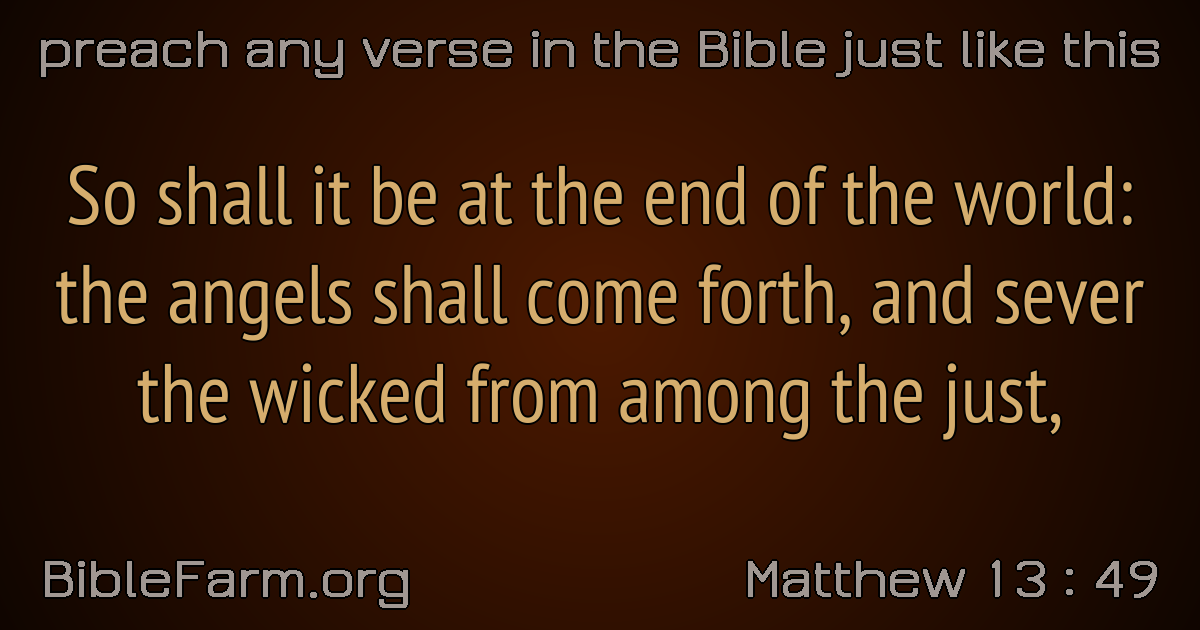 preach any verse in the Bible just like this
So shall it be at the end of the world:
the angels shall come forth, and sever
the wicked from among the just,
BibleFarm.org
Matthew 13 : 49